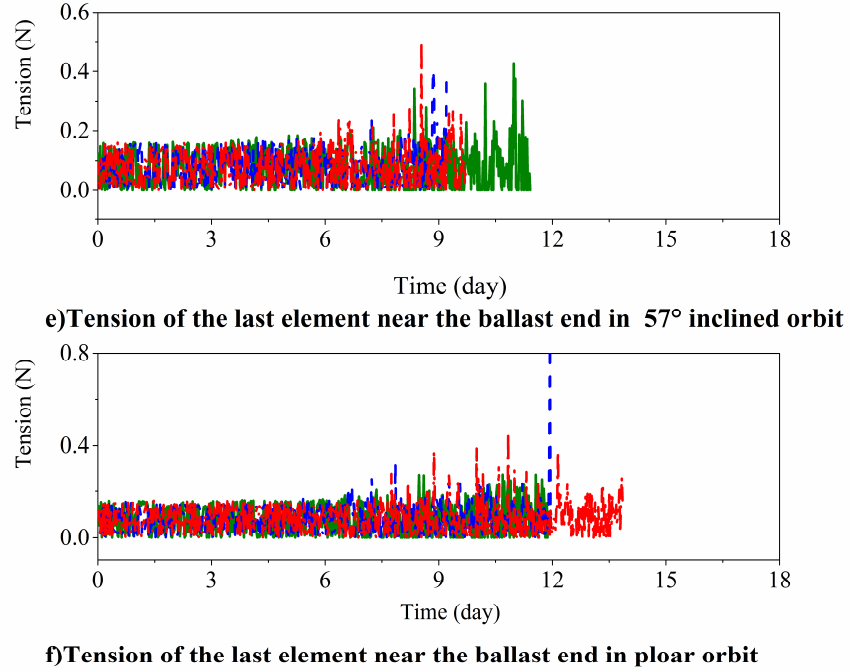 0.6
0.4
0.2
0.0
Tension (N)
0 3 6 9 12 15 18
Time (day)
e)Tension of the last element near the ballast end in 57° inclined orbit
0.8
0.4
0.0
Tension (N)
0 3 6 9 12 15 18
Time (day)
f)Tension of the last element near the ballast end in ploar orbit